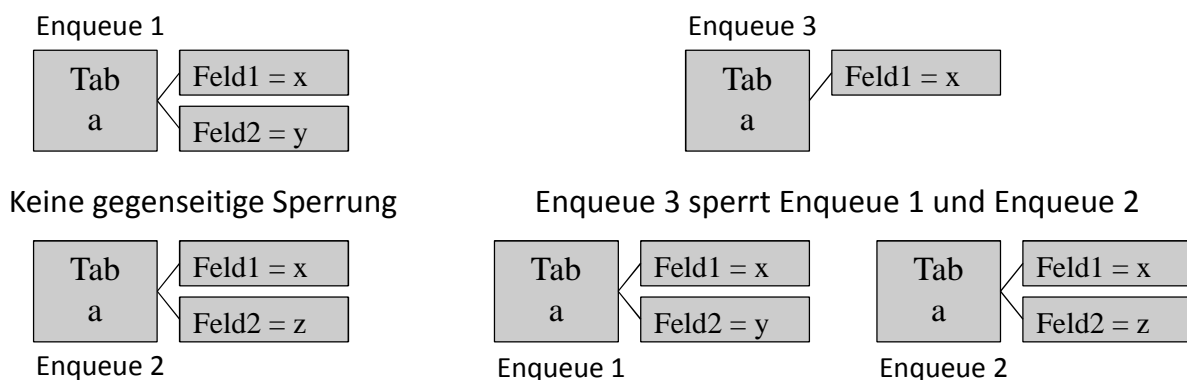 Enqueue 1
Tab
a
Feld1 = x
Feld2 = y
Keine gegenseitige Sperrung
Tab
a
Feld1 = x
Feld2 = z
Enqueue 2
Enqueue 3
Tab
a
Feld1 = x
Enqueue 3 sperrt Enqueue 1 und Enqueue 2
Tab
a
Feld1 = x
Feld2 = y
Enqueue 1
Tab
a
Feld1 = x
Feld2 = z
Enqueue 2